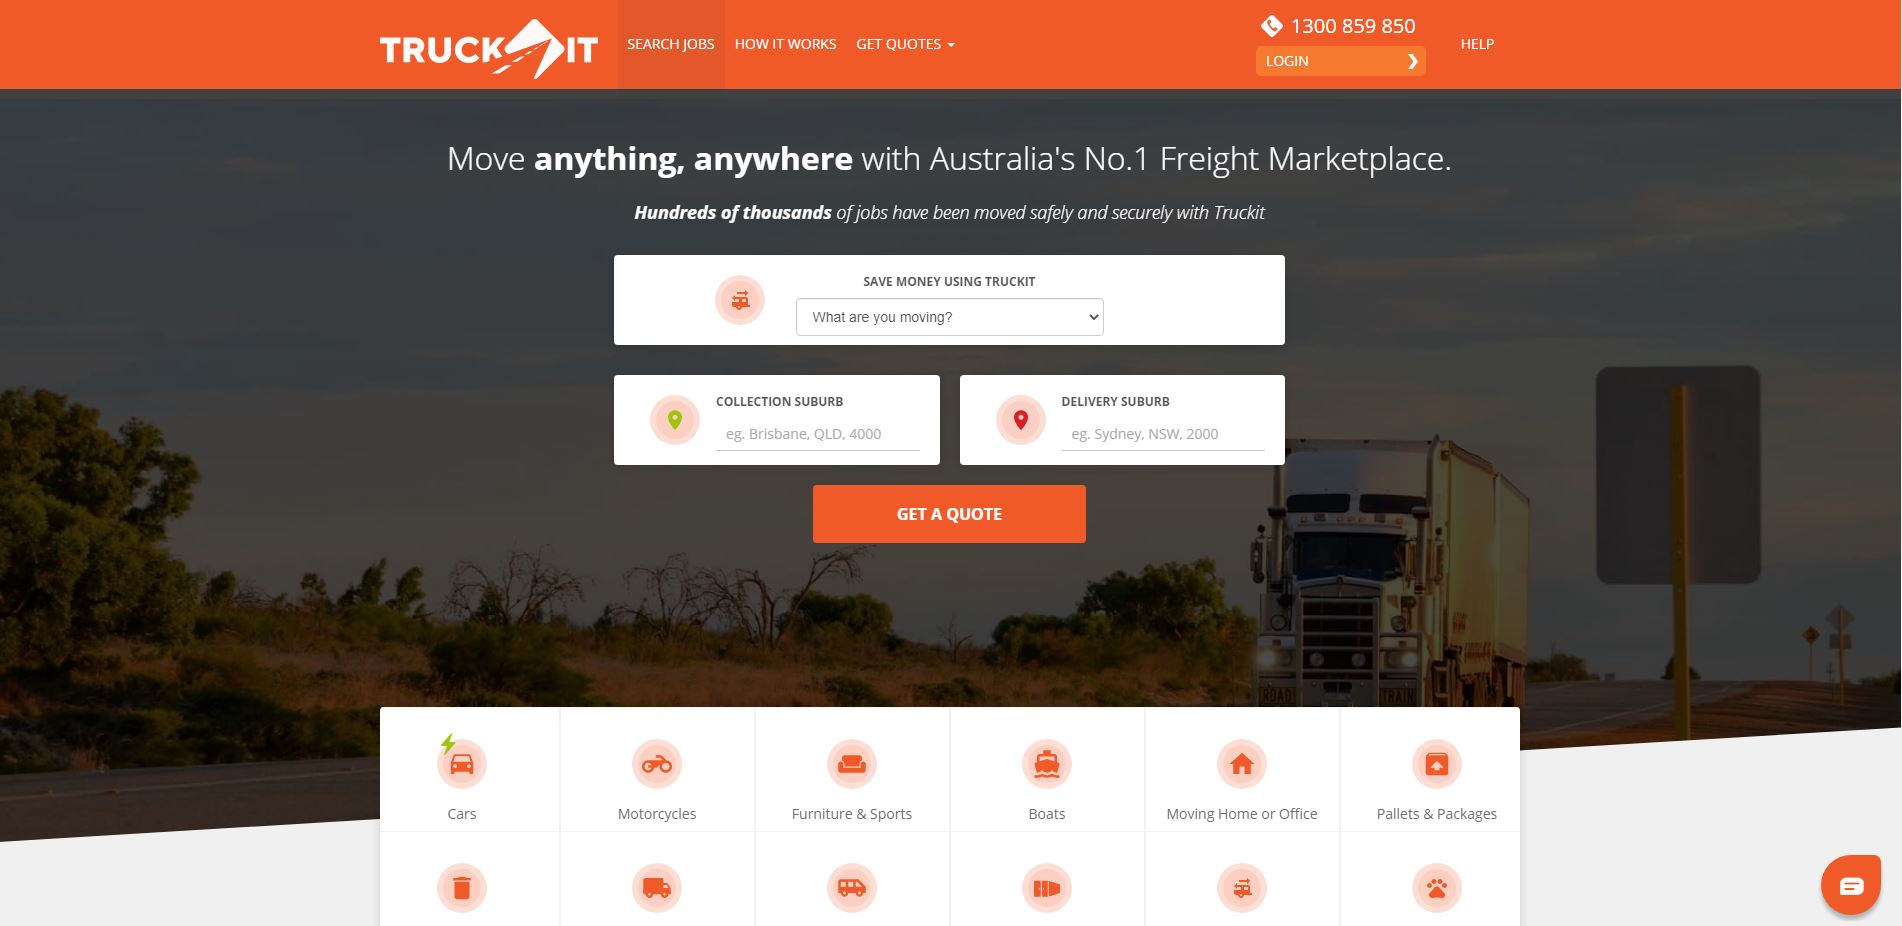 TRUCKIT
SEARCH JOBS
HOW IT WORKS
GET QUOTES
1300 859 850
LOGIN
HELP
Move anything, anywhere with Australia's No.1 Freight Marketplace.
Hundreds of thousands of jobs have been moved safely and securely with Truckit
SAVE MONEY USING TRUCKIT
What are you moving?
COLLECTION SUBURB
eg. Brisbane, QLD, 4000
DELIVERY SUBURB
eg. Sydney, NSW, 2000
GET A QUOTE
ROAD TRAIN
Cars
Motorcycles
Furniture & Sports
Boats
Moving Home or Office
Pallets & Packages